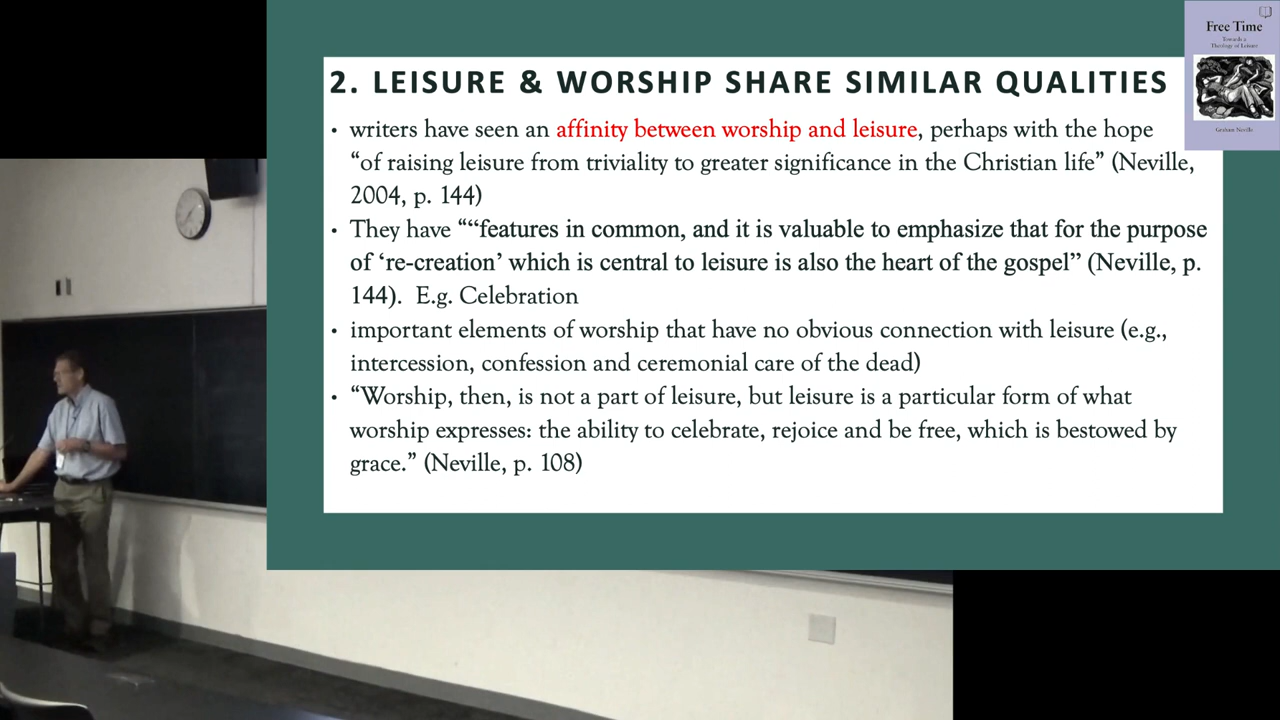 2. LEISURE & WORSHIP SHARE SIMILAR QUALITIES
• writers have seen an affinity between worship and leisure, perhaps with the hope
“of raising leisure from triviality to greater significance in the Christian life” (Neville,
2004, p. 144)
• They have ““features in common, and it is valuable to emphasize that for the purpose
of ‘re-creation’ which is central to leisure is also the heart of the gospel” (Neville, p.
144). E.g. Celebration
• important elements of worship that have no obvious connection with leisure (e.g.,
intercession, confession and ceremonial care of the dead)
• “Worship, then, is not a part of leisure, but leisure is a particular form of what
worship expresses: the ability to celebrate, rejoice and be free, which is bestowed by
grace.” (Neville, p. 108)
Free Time
Towards a
Theology of Leisure
Graham Neville